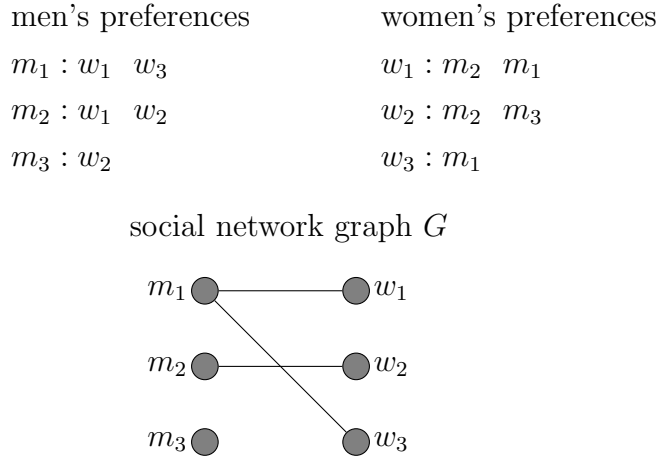 men's preferences women's preferences
m₁ : w₁ w₃ w₁ : m₂ m₁
m₂ : w₁ w₂ w₂ : m₂ m₃
m₃ : w₂ w₃ : m₁
social network graph G
m₁ w₁
m₂ w₂
m₃ w₃